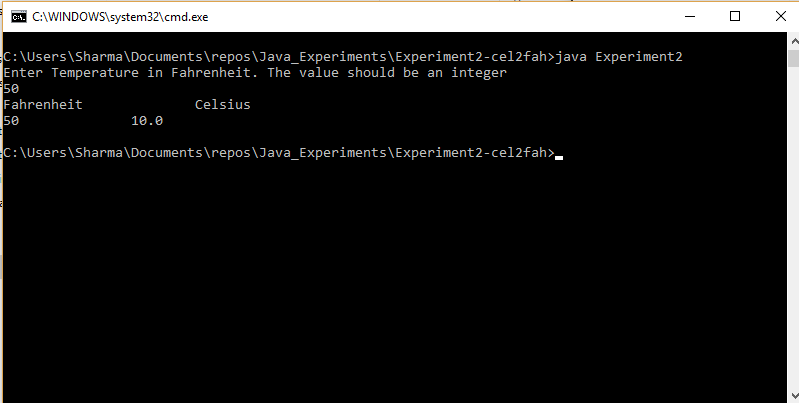 C:\WINDOWS\system32\cmd.exe
C:\Users\Sharma\Documents\repos\Java_Experiments\Experiment2-cel2fah>java Experiment2
Enter Temperature in Fahrenheit. The value should be an integer
50
Fahrenheit              Celsius
50              10.0
C:\Users\Sharma\Documents\repos\Java_Experiments\Experiment2-cel2fah>